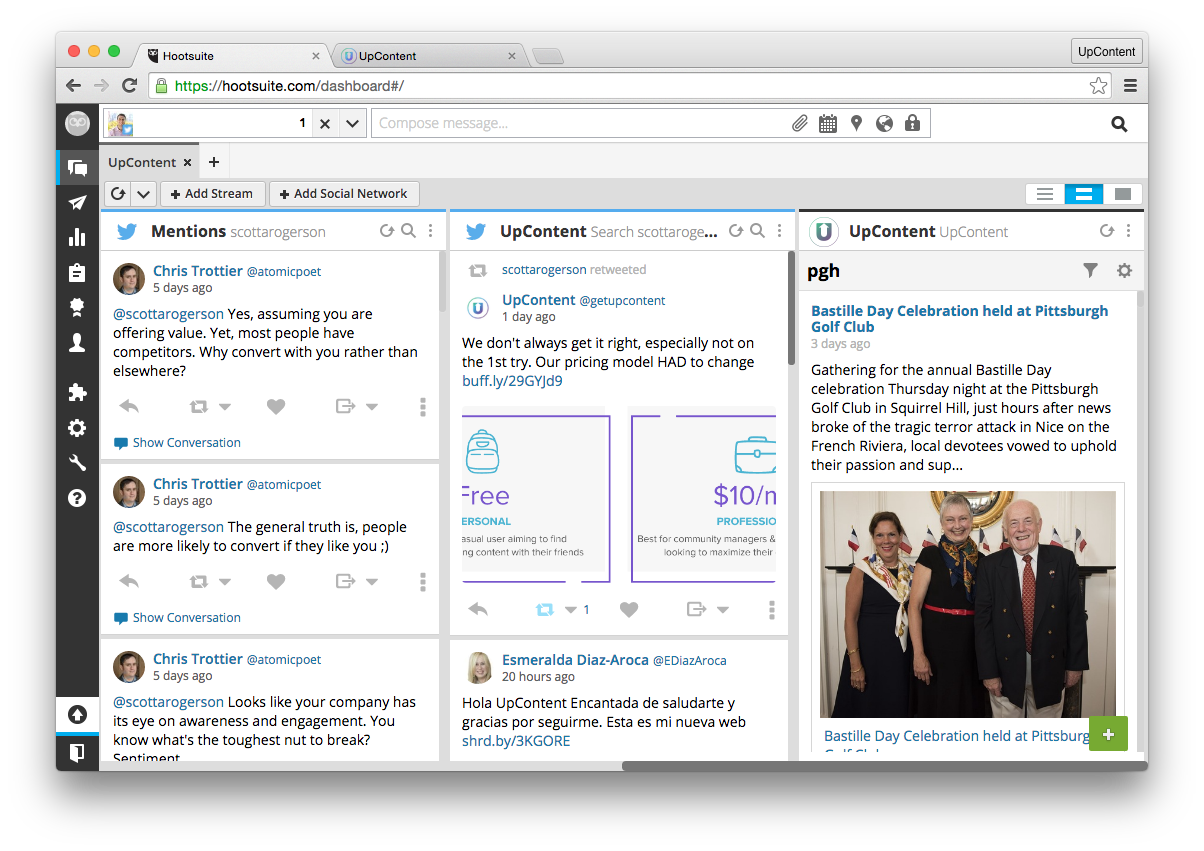 Hootsuite
UpContent
UpContent
https://hootsuite.com/dashboard#/
1
Compose message...
UpContent
Add Stream
Add Social Network
Mentions scottarogerson
Chris Trottier @atomicpoet
5 days ago
@scottarogerson Yes, assuming you are
offering value. Yet, most people have
competitors. Why convert with you rather than
elsewhere?
Show Conversation
Chris Trottier @atomicpoet
5 days ago
@scottarogerson The general truth is, people
are more likely to convert if they like you ;)
Show Conversation
Chris Trottier @atomicpoet
5 days ago
@scottarogerson Looks like your company has
its eye on awareness and engagement. You
know what's the toughest nut to break?
Sentiment
UpContent Search scottaroge...
scottarogerson retweeted
UpContent @getupcontent
1 day ago
We don't always get it right, especially not on
the 1st try. Our pricing model HAD to change
buff.ly/29GYJd9
Free
ERSONAL
asual user aiming to find
ng content with their friends
$10/m
PROFESSIO
Best for community managers &
looking to maximize their
1
Esmeralda Diaz-Aroca @EDiazAroca
20 hours ago
Hola UpContent Encantada de saludarte y
gracias por seguirme. Esta es mi nueva web
shrd.by/3KGORE
UpContent UpContent
pgh
Bastille Day Celebration held at Pittsburgh
Golf Club
3 days ago
Gathering for the annual Bastille Day
celebration Thursday night at the Pittsburgh
Golf Club in Squirrel Hill, just hours after news
broke of the tragic terror attack in Nice on the
French Riviera, local devotees vowed to uphold
their passion and sup...
Bastille Day Celebration held at Pittsburg
Golf Club